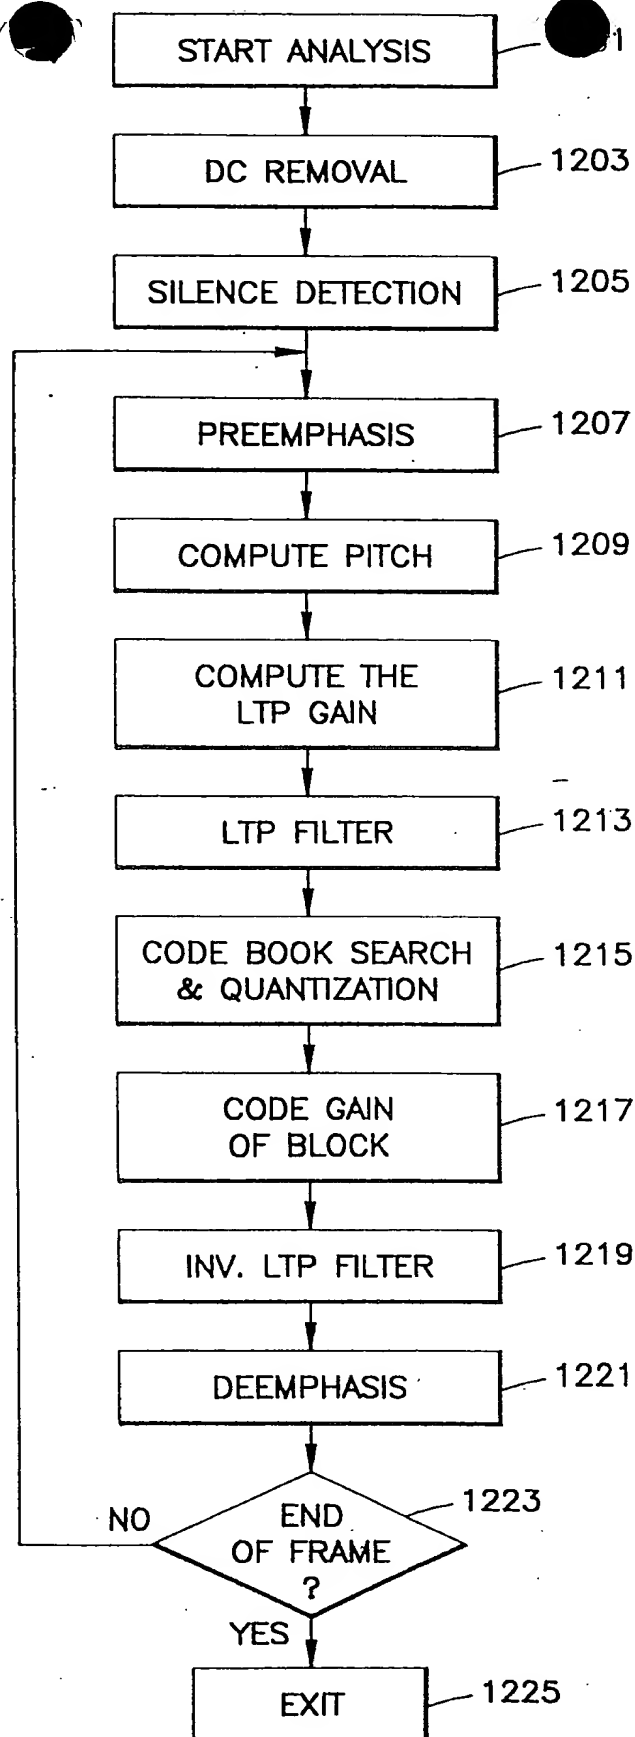 START ANALYSIS
DC REMOVAL 1203
SILENCE DETECTION 1205
PREEMPHASIS 1207
COMPUTE PITCH 1209
COMPUTE THE
LTP GAIN
1211
LTP FILTER 1213
CODE BOOK SEARCH
& QUANTIZATION
1215
CODE GAIN
OF BLOCK
1217
INV. LTP FILTER 1219
DEEMPHASIS 1221
END
OF FRAME
?
1223
NO
YES
EXIT 1225